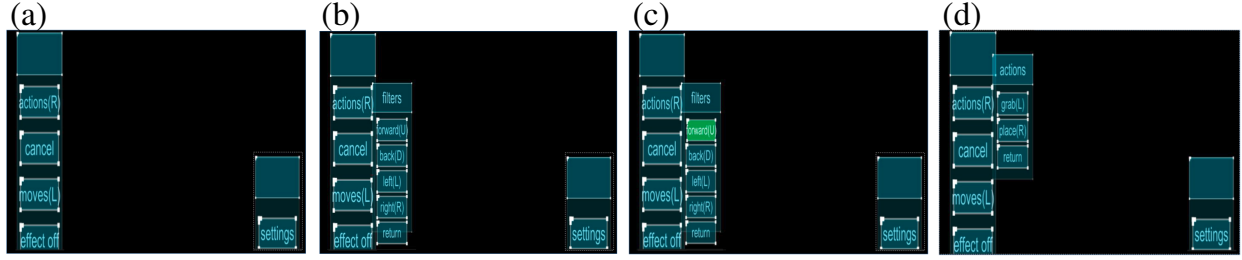 (a)
actions(R)
cancel
moves(L)
effect off
settings
(b)
actions(R)
cancel
moves(L)
effect off
filters
forward(U)
back(D)
left(L)
right(R)
return
settings
(c)
actions(R)
cancel
moves(L)
effect off
filters
forward(U)
back(D)
left(L)
right(R)
return
settings
(d)
actions(R)
cancel
moves(L)
effect off
actions
grab(L)
place(R)
return
settings